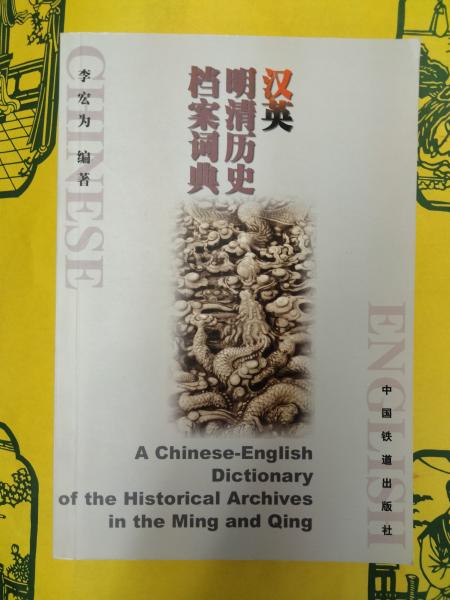 汉英
明清历史
档案词典
李宏为 编著
CHINESE
ENGLISH
中国铁道出版社
A Chinese-English
Dictionary
of the Historical Archives
in the Ming and Qing